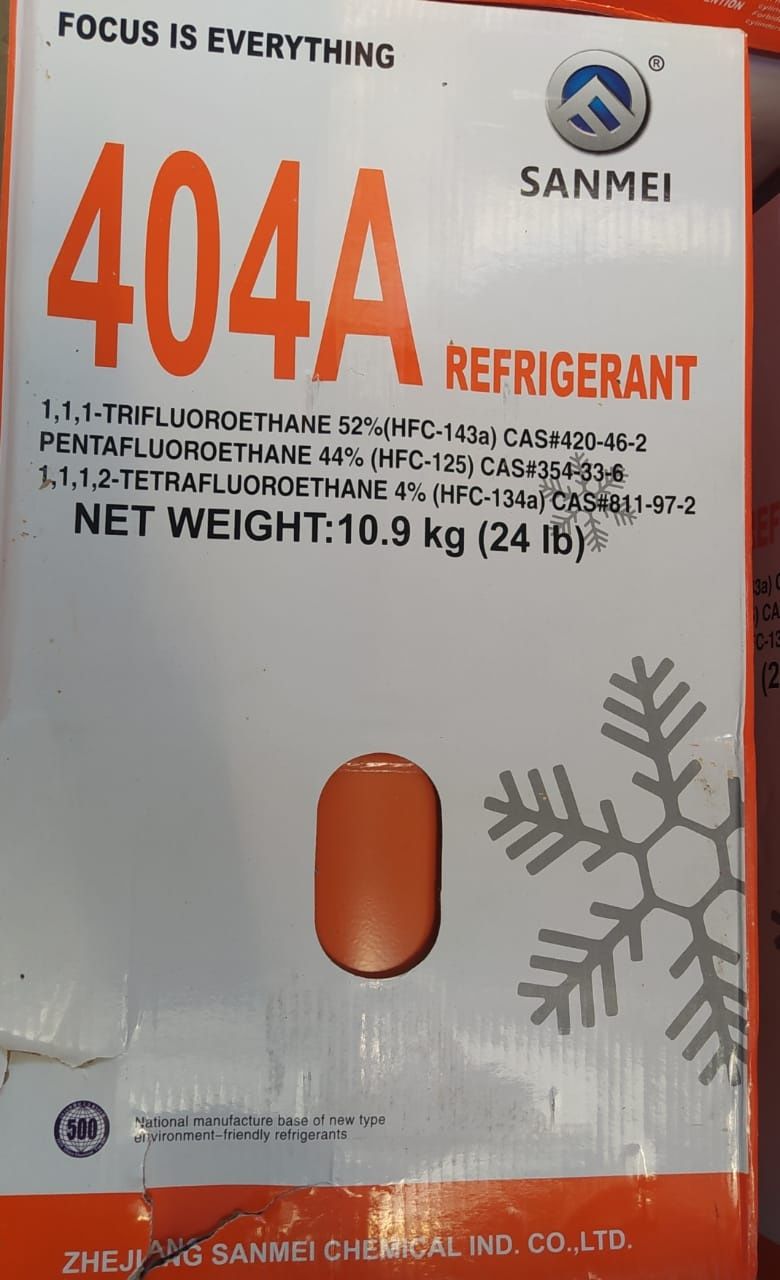 FOCUS IS EVERYTHING
®
SANMEI
404A
REFRIGERANT
1,1,1-TRIFLUOROETHANE 52%(HFC-143a) CAS#420-46-2
PENTAFLUOROETHANE 44% (HFC-125) CAS#354-33-6
1,1,1,2-TETRAFLUOROETHANE 4% (HFC-134a) CAS#811-97-2
NET WEIGHT:10.9 kg (24 lb)
500
National manufacture base of new type
environment-friendly refrigerants
ZHEJIANG SANMEI CHEMICAL IND. CO.,LTD.